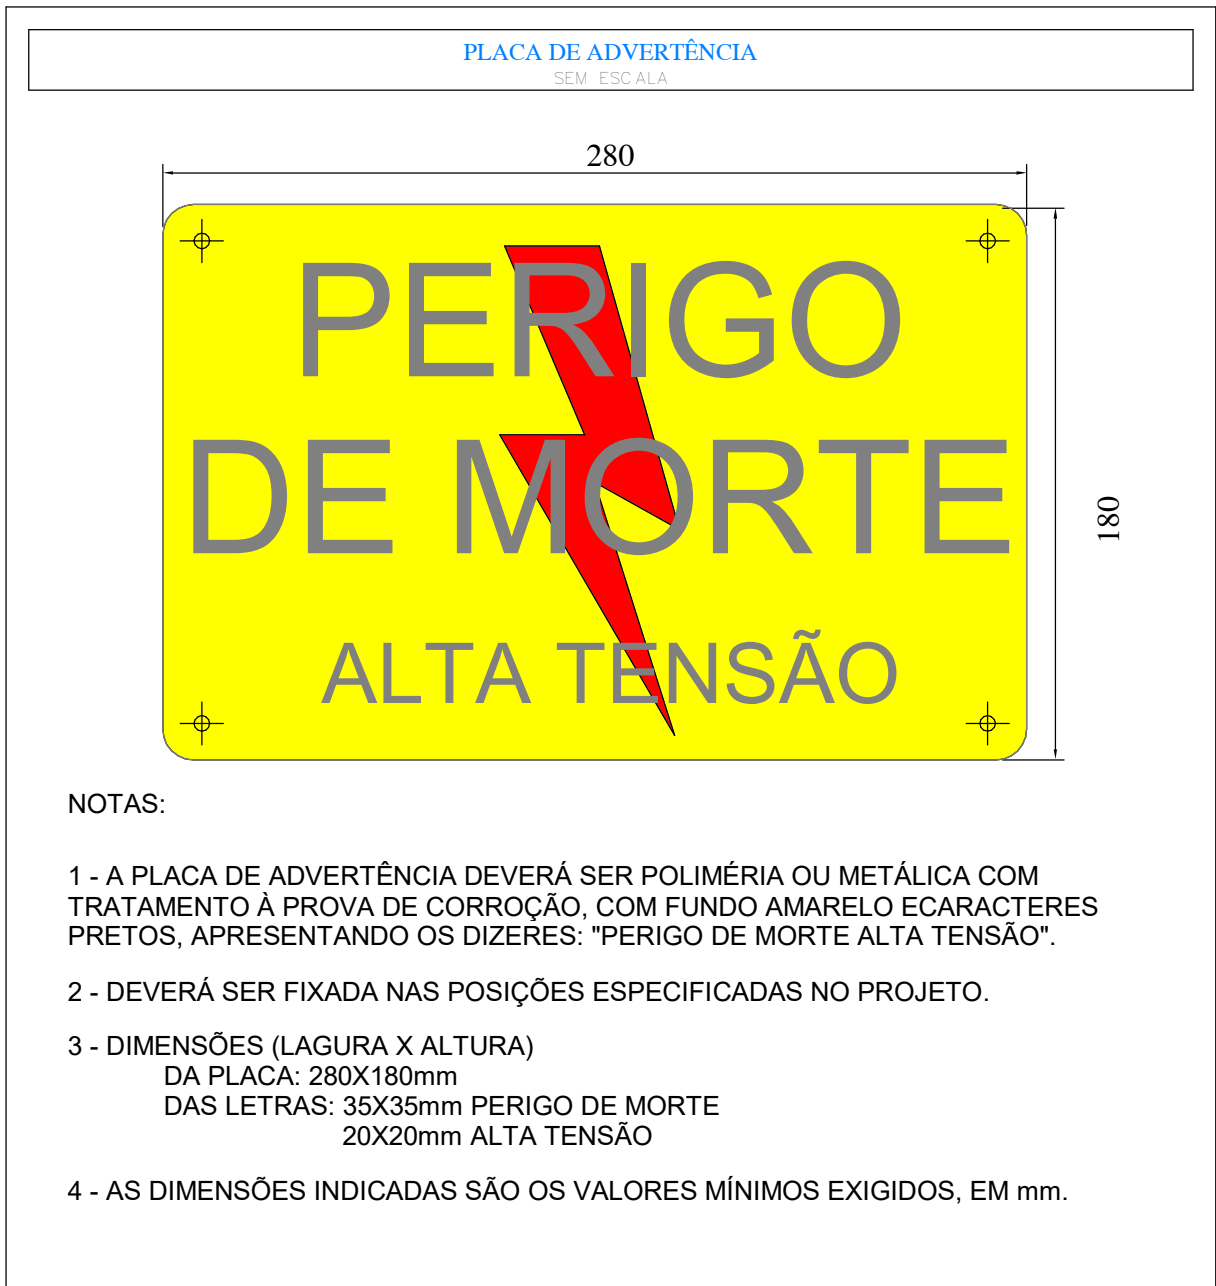 PLACA DE ADVERTÊNCIA
SEM ESCALA
280
PERIGO
DE MORTE
180
ALTA TENSÃO
NOTAS:
1 - A PLACA DE ADVERTÊNCIA DEVERÁ SER POLIMÉRIA OU METÁLICA COM
TRATAMENTO À PROVA DE CORROÇÃO, COM FUNDO AMARELO ECARACTERES
PRETOS, APRESENTANDO OS DIZERES: "PERIGO DE MORTE ALTA TENSÃO".
2 - DEVERÁ SER FIXADA NAS POSIÇÕES ESPECIFICADAS NO PROJETO.
3 - DIMENSÕES (LAGURA X ALTURA)
DA PLACA: 280X180mm
DAS LETRAS: 35X35mm PERIGO DE MORTE
20X20mm ALTA TENSÃO
4 - AS DIMENSÕES INDICADAS SÃO OS VALORES MÍNIMOS EXIGIDOS, EM mm.